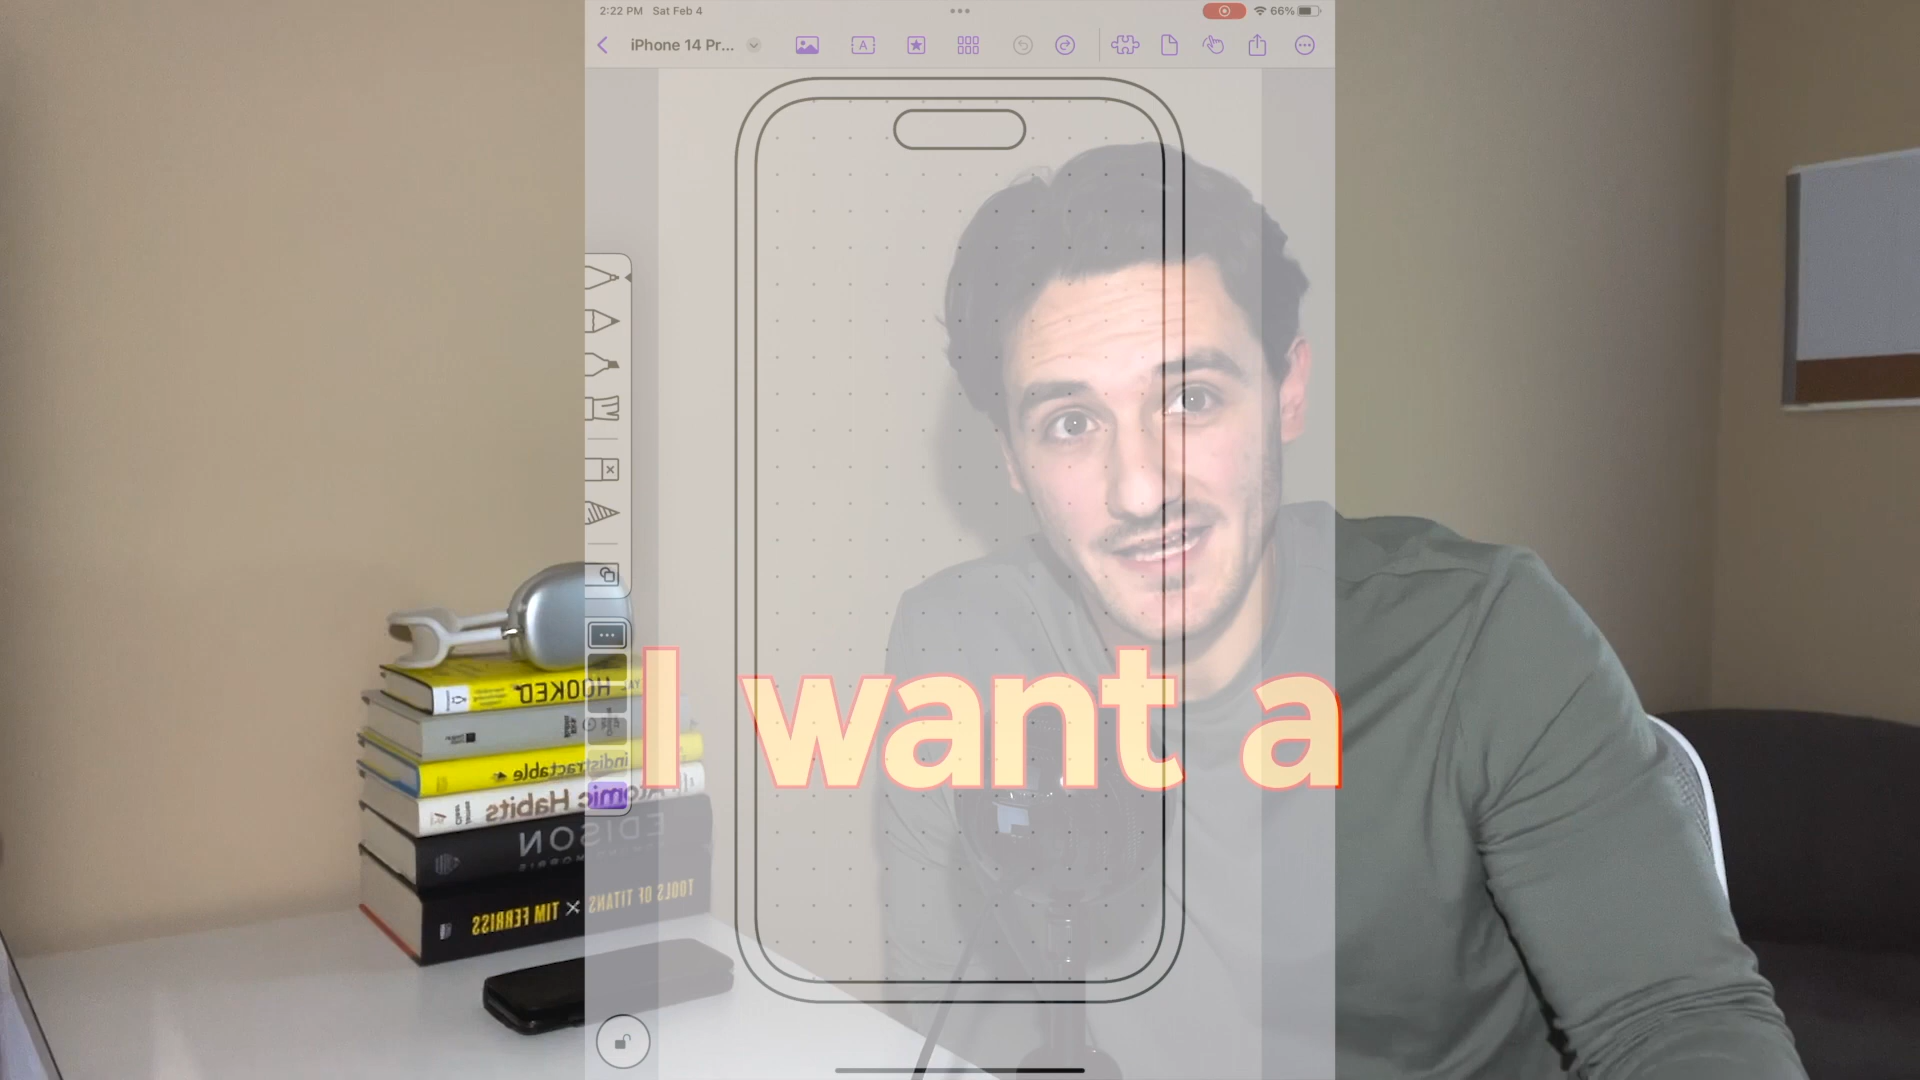 2:22 PM Sat Feb 4
66%
iPhone 14 Pr...
A
HOOKED
indistractable
Atomic Habits
EDISON
MORRIS
TOOLS OF TITANS × TIM FERRISS
I want a